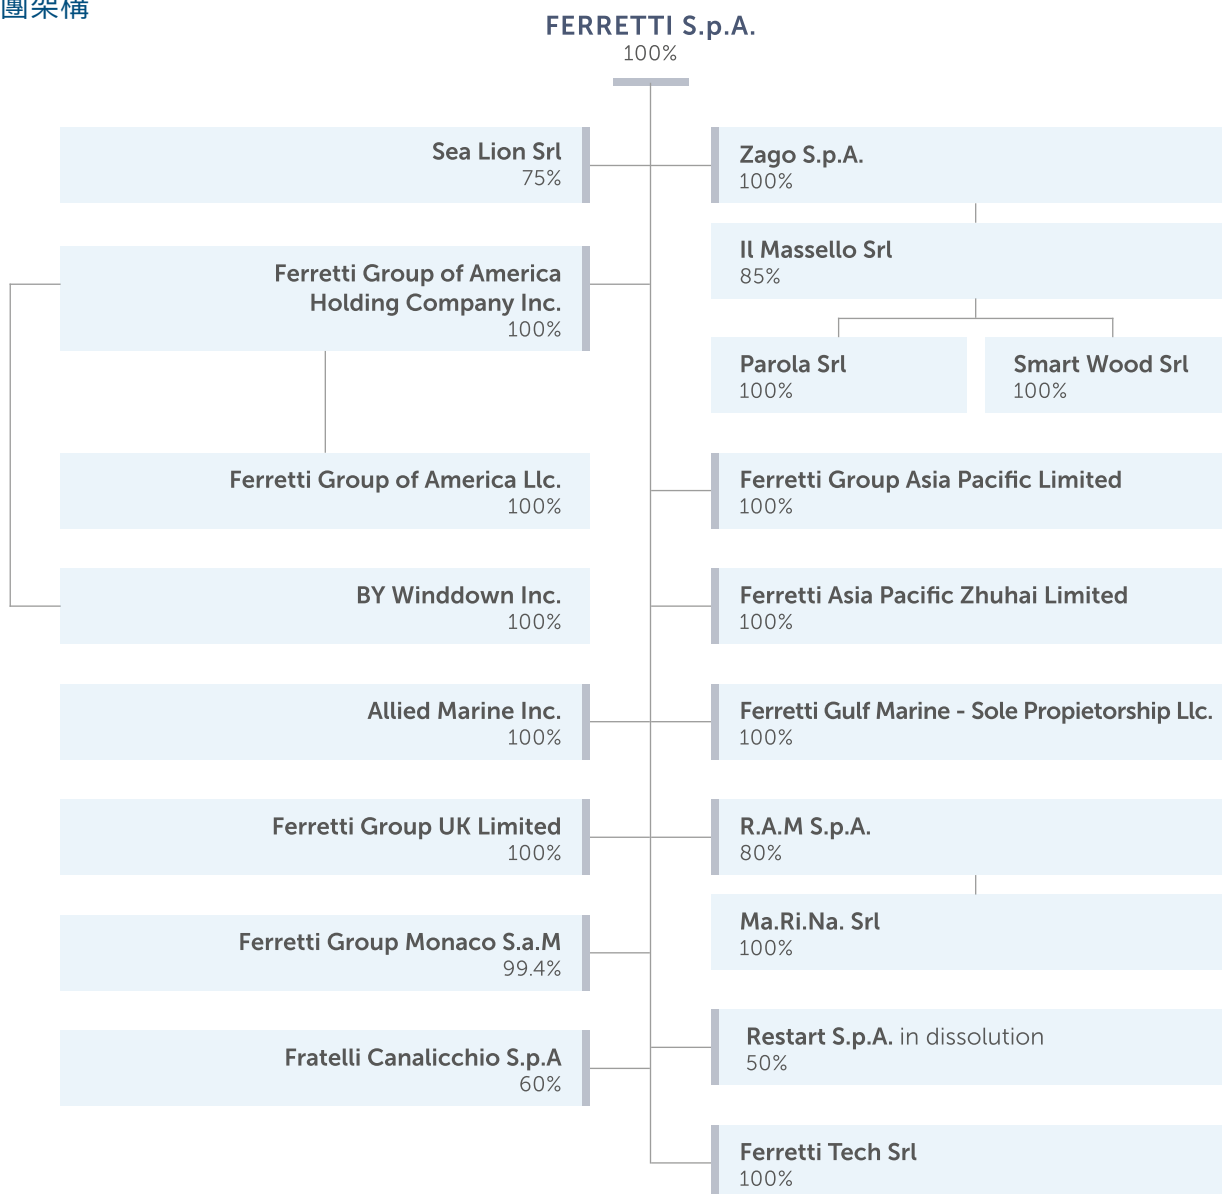 團架構
FERRETTI S.p.A.
100%
Sea Lion Srl
75%
Zago S.p.A.
100%
Il Massello Srl
85%
Ferretti Group of America
Holding Company Inc.
100%
Parola Srl
100%
Smart Wood Srl
100%
Ferretti Group of America Llc.
100%
Ferretti Group Asia Pacific Limited
100%
BY Winddown Inc.
100%
Ferretti Asia Pacific Zhuhai Limited
100%
Allied Marine Inc.
100%
Ferretti Gulf Marine - Sole Propietorship Llc.
100%
Ferretti Group UK Limited
100%
R.A.M S.p.A.
80%
Ma.Ri.Na. Srl
100%
Ferretti Group Monaco S.a.M
99.4%
Restart S.p.A. in dissolution
50%
Fratelli Canalicchio S.p.A
60%
Ferretti Tech Srl
100%